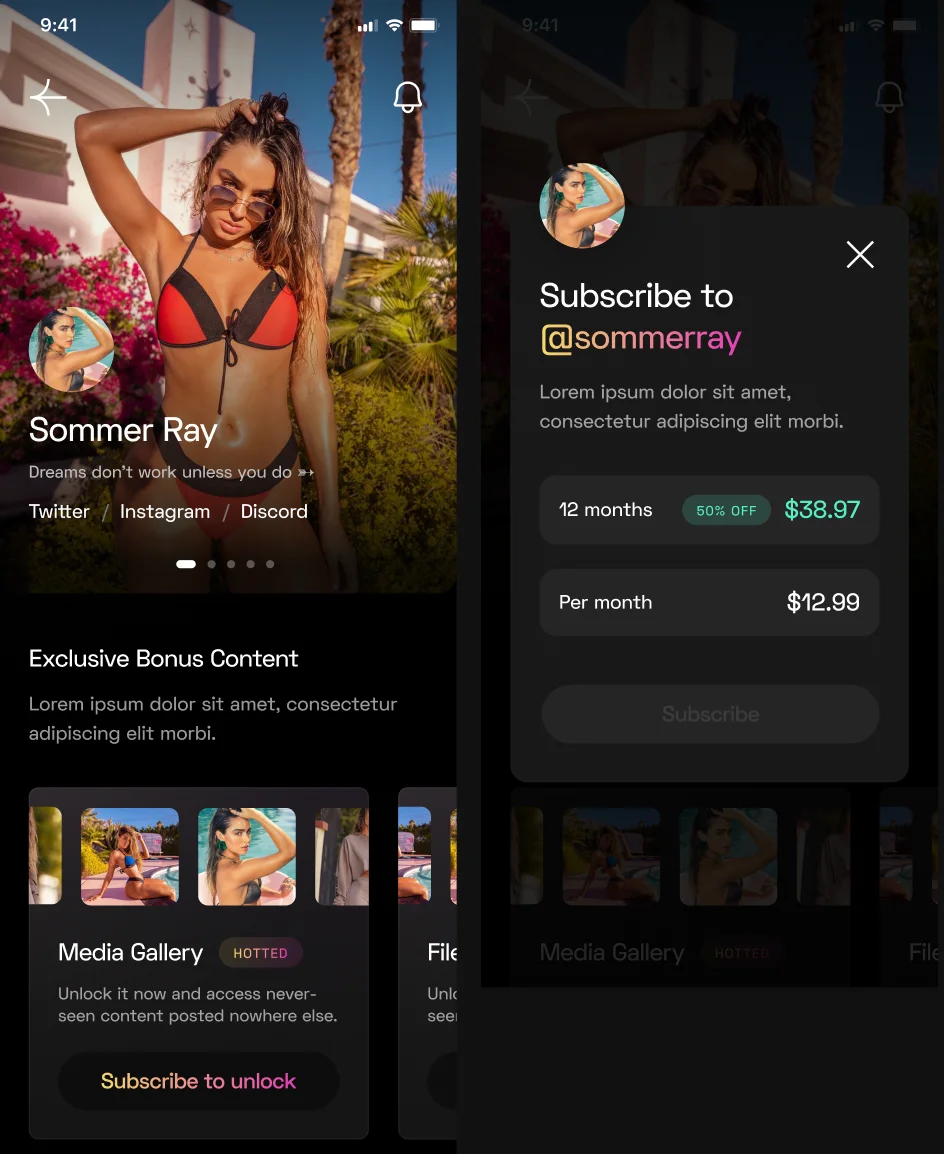 9:41
Sommer Ray
Dreams don't work unless you do ➳
Twitter / Instagram / Discord
Exclusive Bonus Content
Lorem ipsum dolor sit amet, consectetur
adipiscing elit morbi.
Media Gallery HOTTED
Unlock it now and access never-
seen content posted nowhere else.
Subscribe to unlock
File
Unlo
seen
9:41
Subscribe to
@sommerray
Lorem ipsum dolor sit amet,
consectetur adipiscing elit morbi.
12 months 50% OFF $38.97
Per month $12.99
Subscribe
Media Gallery HOTTED
File